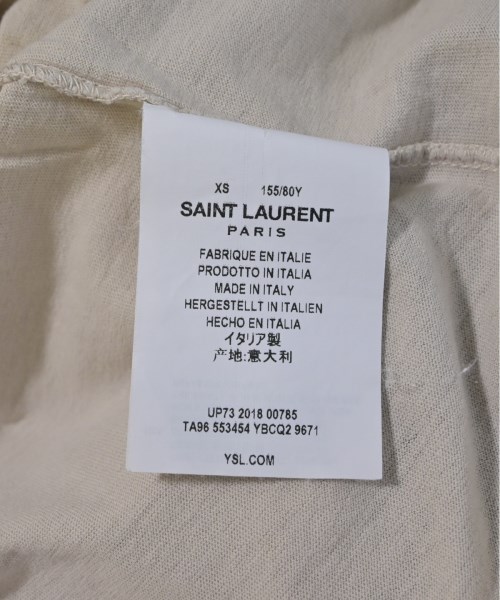 XS 155/80Y
SAINT LAURENT
PARIS
FABRIQUE EN ITALIE
PRODOTTO IN ITALIA
MADE IN ITALY
HERGESTELLT IN ITALIEN
HECHO EN ITALIA
イタリア製
产地:意大利
UP73 2018 00785
TA96 553454 YBCQ2 9671
YSL.COM